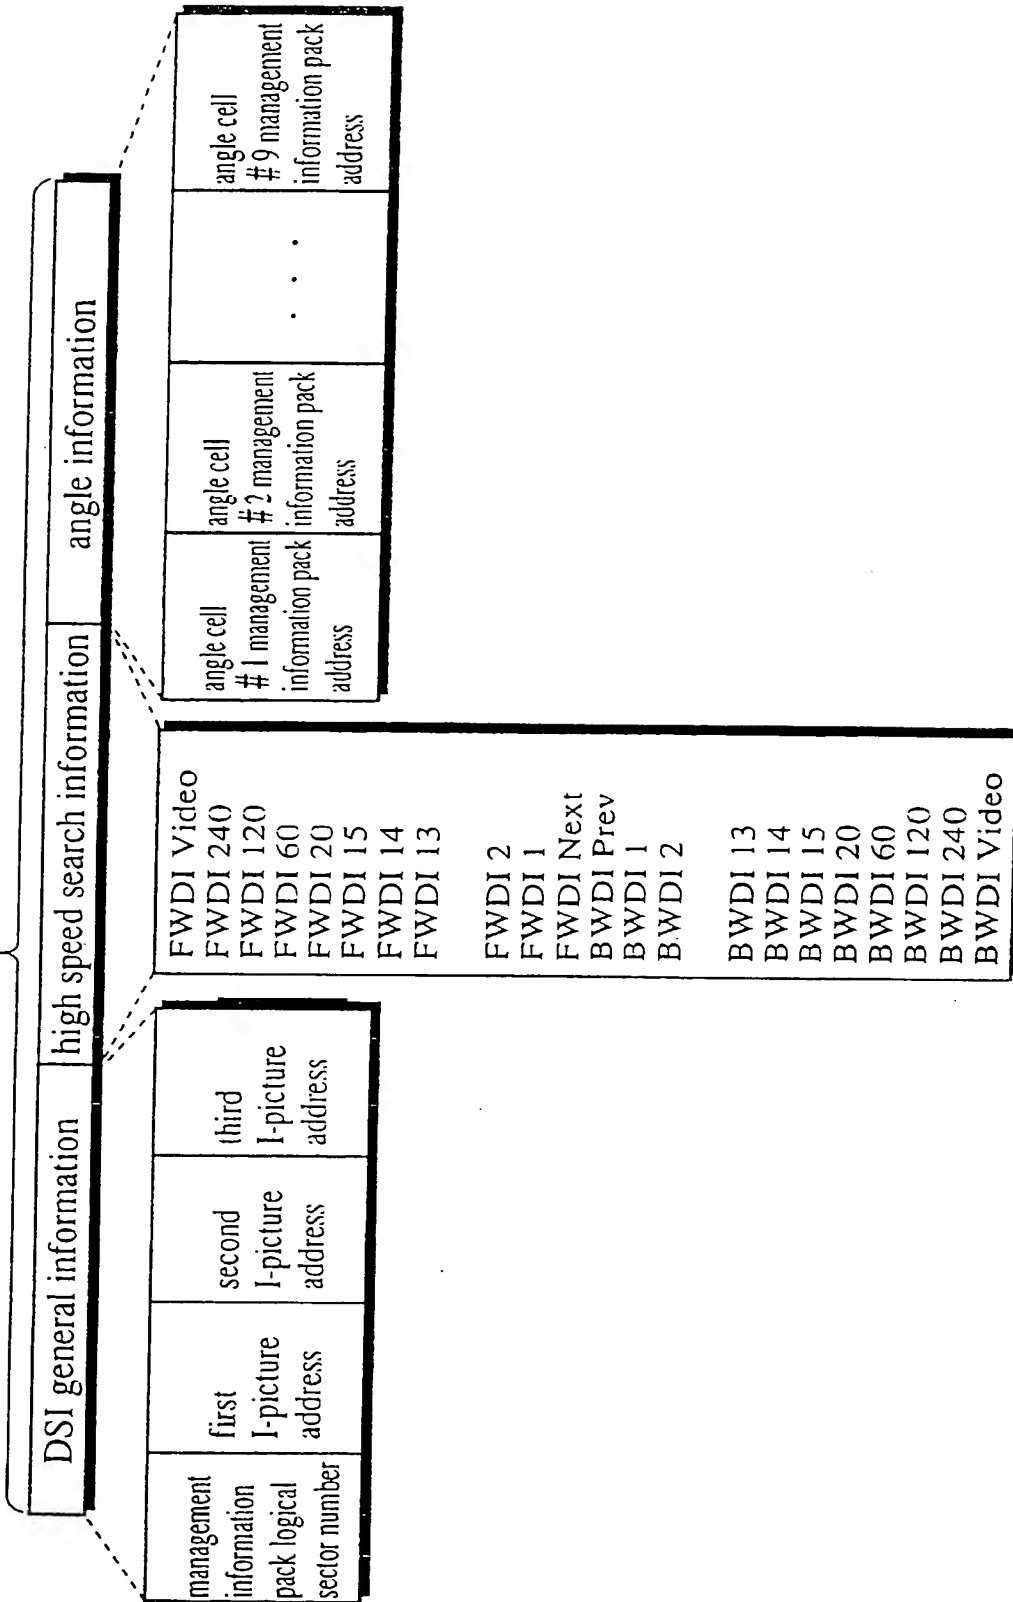 DSI general information
high speed search information
angle information
management
information
pack logical
sector number
first
I-picture
address
second
I-picture
address
third
I-picture
address
FWDI Video
FWDI 240
FWDI 120
FWDI 60
FWDI 20
FWDI 15
FWDI 14
FWDI 13
FWDI 2
FWDI 1
FWDI Next
BWDI Prev
BWDI 1
BWDI 2
BWDI 13
BWDI 14
BWDI 15
BWDI 20
BWDI 60
BWDI 120
BWDI 240
BWDI Video
angle cell
# 1 management
information pack
address
angle cell
# 2 management
information pack
address
. . .
angle cell
# 9 management
information pack
address